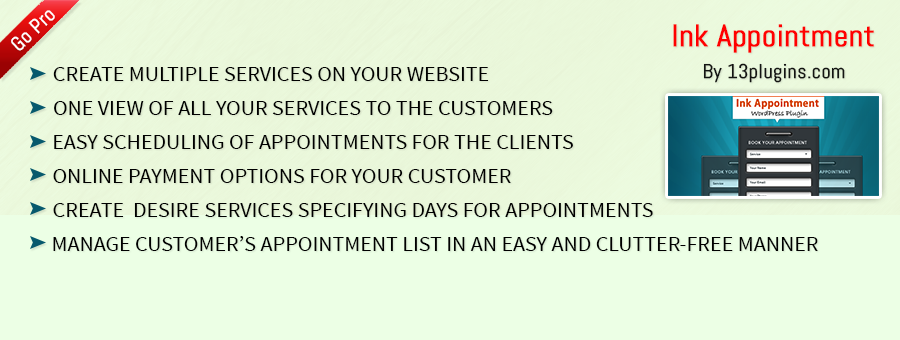 Go Pro
Ink Appointment
By 13plugins.com
CREATE MULTIPLE SERVICES ON YOUR WEBSITE
ONE VIEW OF ALL YOUR SERVICES TO THE CUSTOMERS
EASY SCHEDULING OF APPOINTMENTS FOR THE CLIENTS
ONLINE PAYMENT OPTIONS FOR YOUR CUSTOMER
CREATE DESIRE SERVICES SPECIFYING DAYS FOR APPOINTMENTS
MANAGE CUSTOMER’S APPOINTMENT LIST IN AN EASY AND CLUTTER-FREE MANNER
Ink Appointment
WordPress Plugin
BOOK YOUR APPOINTMENT
Service
Your Name
Your Email